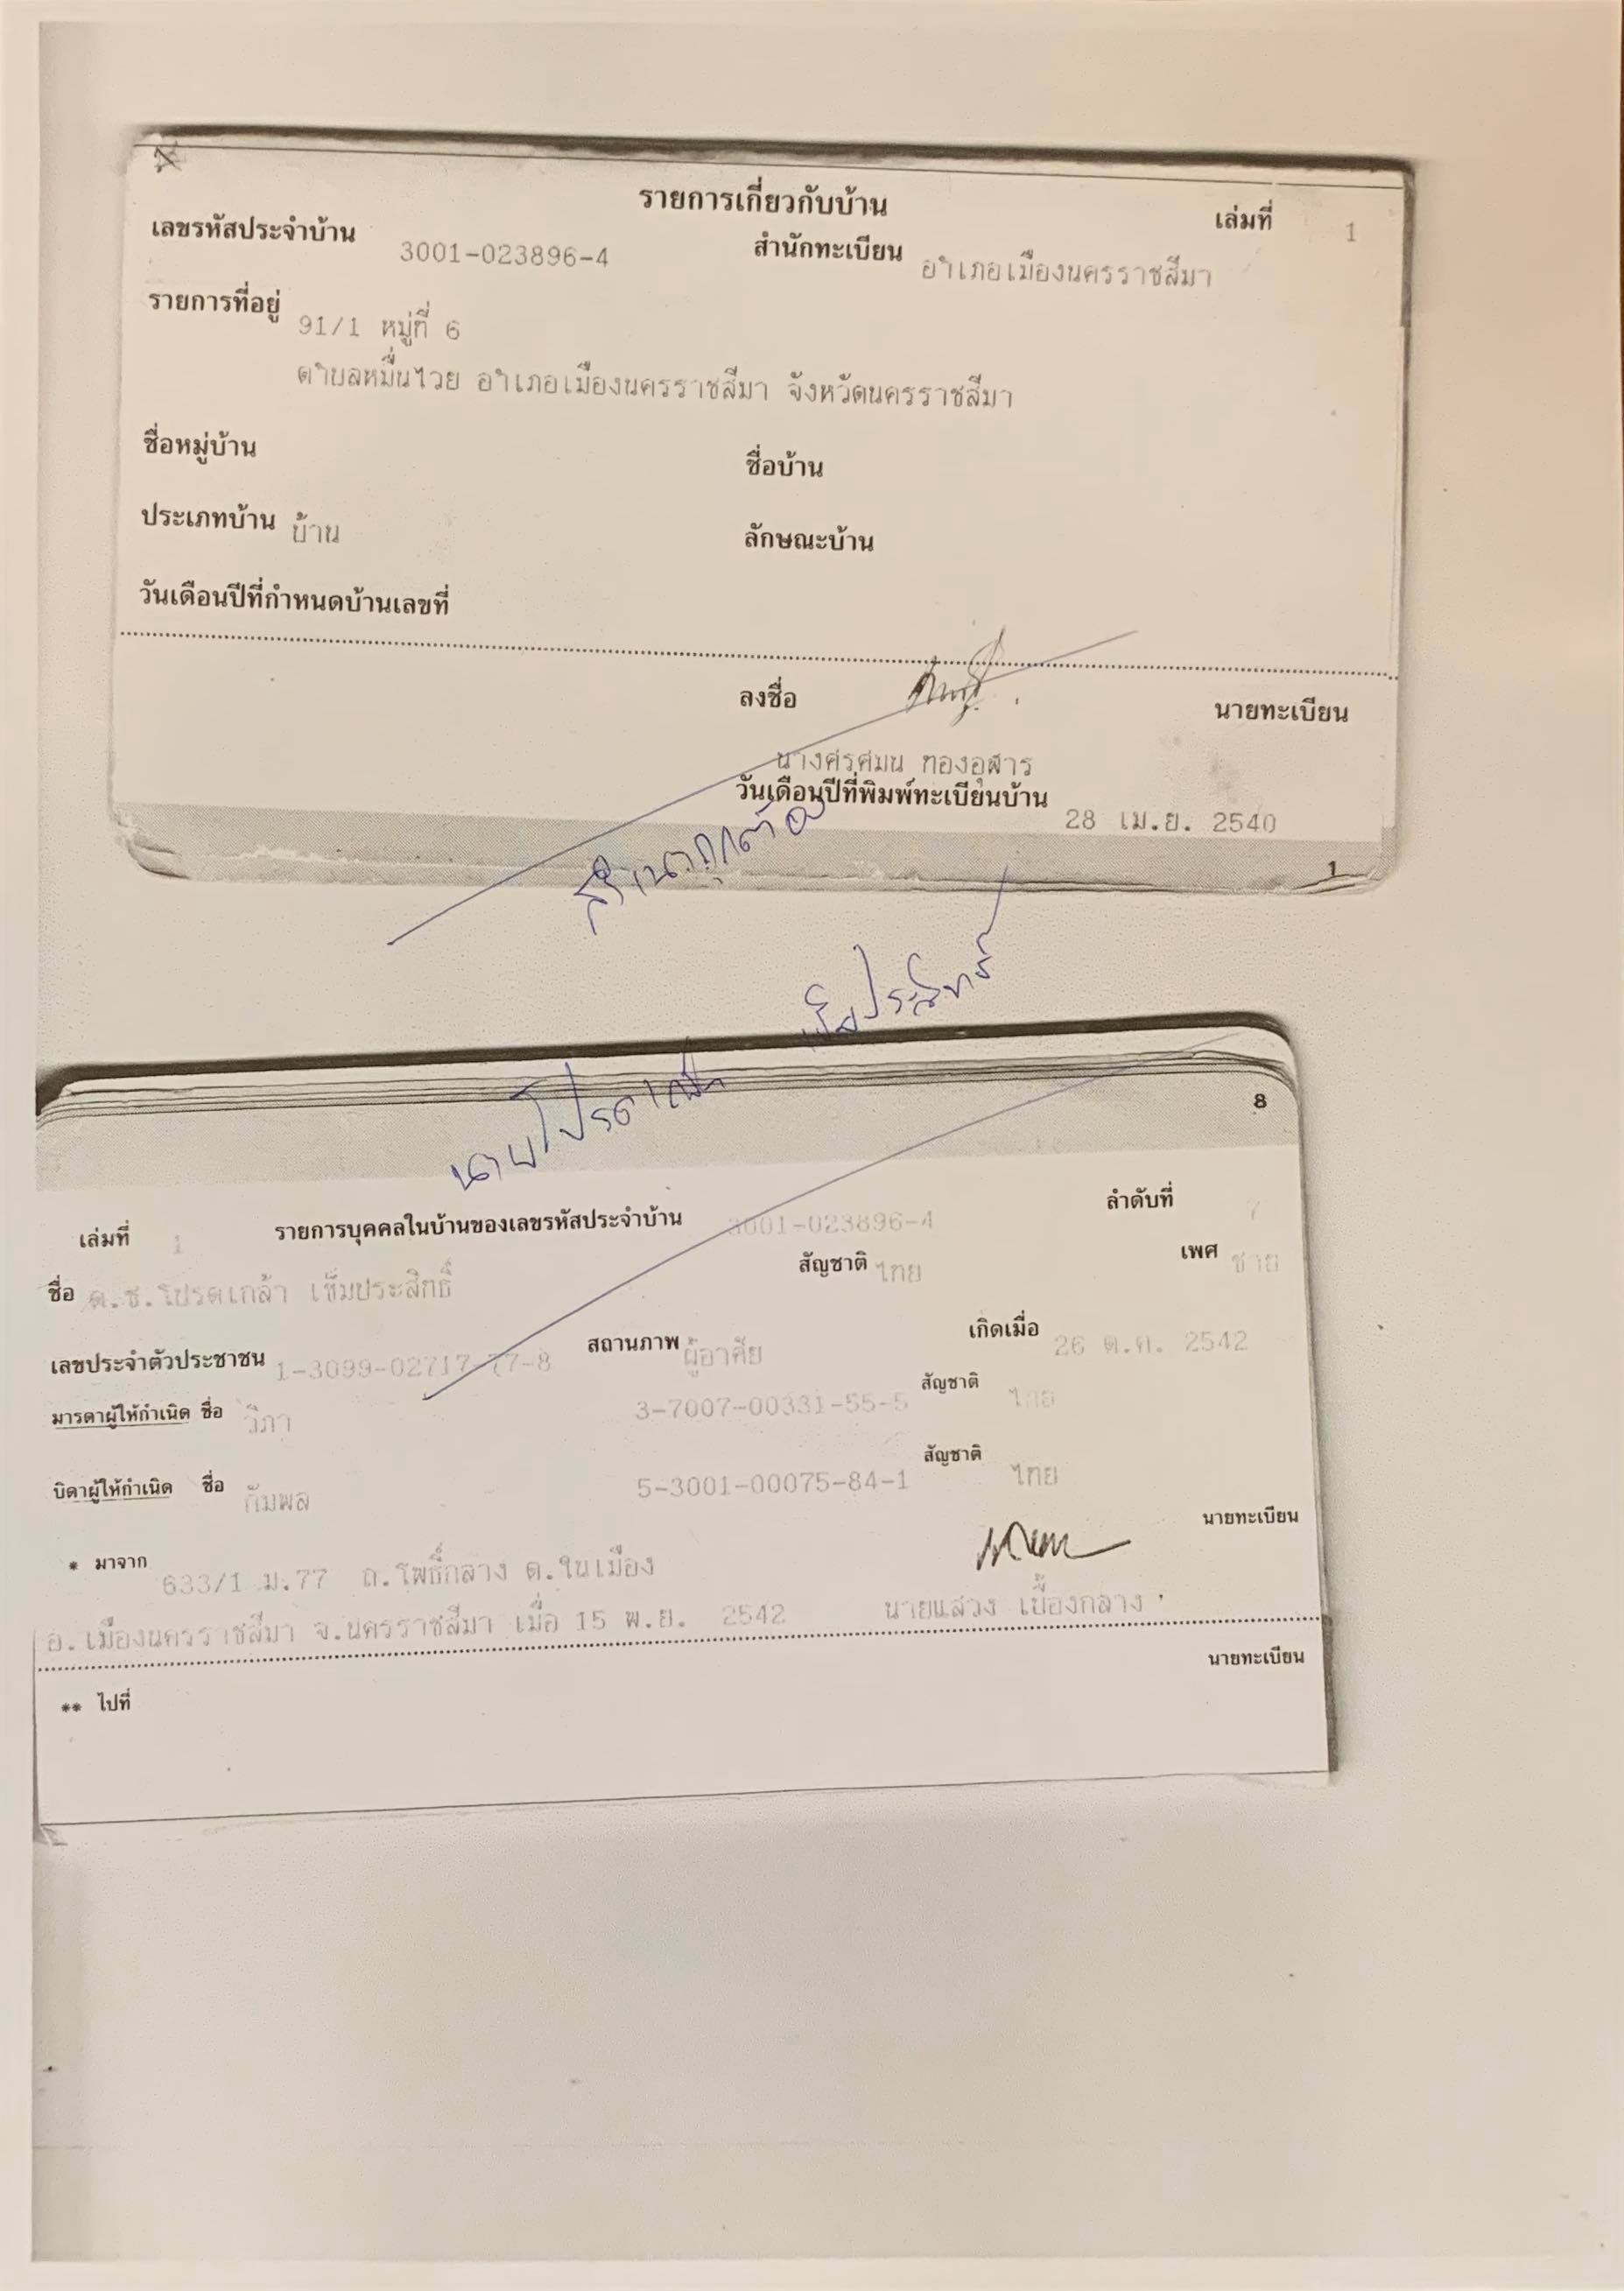 รายการเกี่ยวกับบ้าน เล่มที่ 1
เลขรหัสประจำบ้าน 3001-023896-4 สำนักทะเบียน อำเภอเมืองนครราชสีมา
รายการที่อยู่ 91/1 หมู่ที่ 6
ตำบลหมื่นไวย อำเภอเมืองนครราชสีมา จังหวัดนครราชสีมา
ชื่อหมู่บ้าน ชื่อบ้าน
ประเภทบ้าน บ้าน ลักษณะบ้าน
วันเดือนปีที่กำหนดบ้านเลขที่
ลงชื่อ นายทะเบียน
นางศรศมน ทองอุฬาร
วันเดือนปีที่พิมพ์ทะเบียนบ้าน 28 เม.ย. 2540
1
สำเนาถูกต้อง
นายโปรดเกล้า เข็มประสิทธิ์
8
เล่มที่ 1 รายการบุคคลในบ้านของเลขรหัสประจำบ้าน 3001-023896-4 ลำดับที่ 7
ชื่อ ด.ช.โปรดเกล้า เข็มประสิทธิ์ สัญชาติ ไทย เพศ ชาย
เลขประจำตัวประชาชน 1-3099-02717-77-8 สถานภาพ ผู้อาศัย เกิดเมื่อ 26 ต.ค. 2542
มารดาผู้ให้กำเนิด ชื่อ วิภา 3-7007-00331-55-5 สัญชาติ ไทย
บิดาผู้ให้กำเนิด ชื่อ กัมพล 5-3001-00075-84-1 สัญชาติ ไทย
* มาจาก 633/1 ม.77 ถ.โพธิ์กลาง ต.ในเมือง นายทะเบียน
อ.เมืองนครราชสีมา จ.นครราชสีมา เมื่อ 15 พ.ย. 2542 นายแสวง เบื้องกลาง
** ไปที่ นายทะเบียน